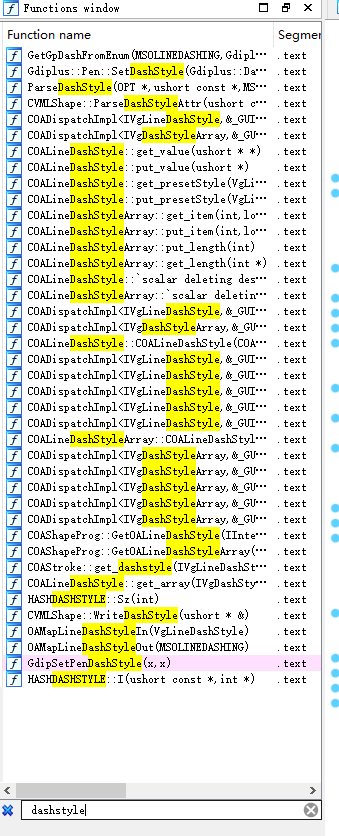 Functions window
Function name Segmen
GetGpDashFromEnum(MSOLINEDASHING,Gdipl… .text
Gdiplus::Pen::SetDashStyle(Gdiplus::Da… .text
ParseDashStyle(OPT *,ushort const *,MS… .text
CVMLShape::ParseDashStyleAttr(ushort c… .text
COADispatchImpl<IVgLineDashStyle,&_GUI… .text
COADispatchImpl<IVgDashStyleArray,&_GU… .text
COALineDashStyle::get_value(ushort * *) .text
COALineDashStyle::put_value(ushort *) .text
COALineDashStyle::get_presetStyle(VgLi… .text
COALineDashStyle::put_presetStyle(VgLi… .text
COALineDashStyleArray::get_item(int,lo… .text
COALineDashStyleArray::put_item(int,lo… .text
COALineDashStyleArray::put_length(int) .text
COALineDashStyleArray::get_length(int *) .text
COALineDashStyle::`scalar deleting des… .text
COALineDashStyleArray::`scalar deletin… .text
COADispatchImpl<IVgLineDashStyle,&_GUI… .text
COADispatchImpl<IVgDashStyleArray,&_GU… .text
COALineDashStyle::COALineDashStyle(COA… .text
COADispatchImpl<IVgLineDashStyle,&_GUI… .text
COADispatchImpl<IVgLineDashStyle,&_GUI… .text
COADispatchImpl<IVgLineDashStyle,&_GUI… .text
COADispatchImpl<IVgLineDashStyle,&_GUI… .text
COADispatchImpl<IVgLineDashStyle,&_GUI… .text
COALineDashStyleArray::COALineDashStyl… .text
COADispatchImpl<IVgDashStyleArray,&_GU… .text
COADispatchImpl<IVgDashStyleArray,&_GU… .text
COADispatchImpl<IVgDashStyleArray,&_GU… .text
COADispatchImpl<IVgDashStyleArray,&_GU… .text
COADispatchImpl<IVgDashStyleArray,&_GU… .text
COAShapeProg::GetOALineDashStyle(IInte… .text
COAShapeProg::GetOALineDashStyleArray(… .text
COAStroke::get_dashstyle(IVgLineDashSt… .text
COALineDashStyle::get_array(IVgDashSty… .text
HASHDASHSTYLE::Sz(int) .text
CVMLShape::WriteDashStyle(ushort * &) .text
OAMapLineDashStyleIn(VgLineDashStyle) .text
OAMapLineDashStyleOut(MSOLINEDASHING) .text
GdipSetPenDashStyle(x,x) .text
HASHDASHSTYLE::I(ushort const *,int *) .text
dashstyle